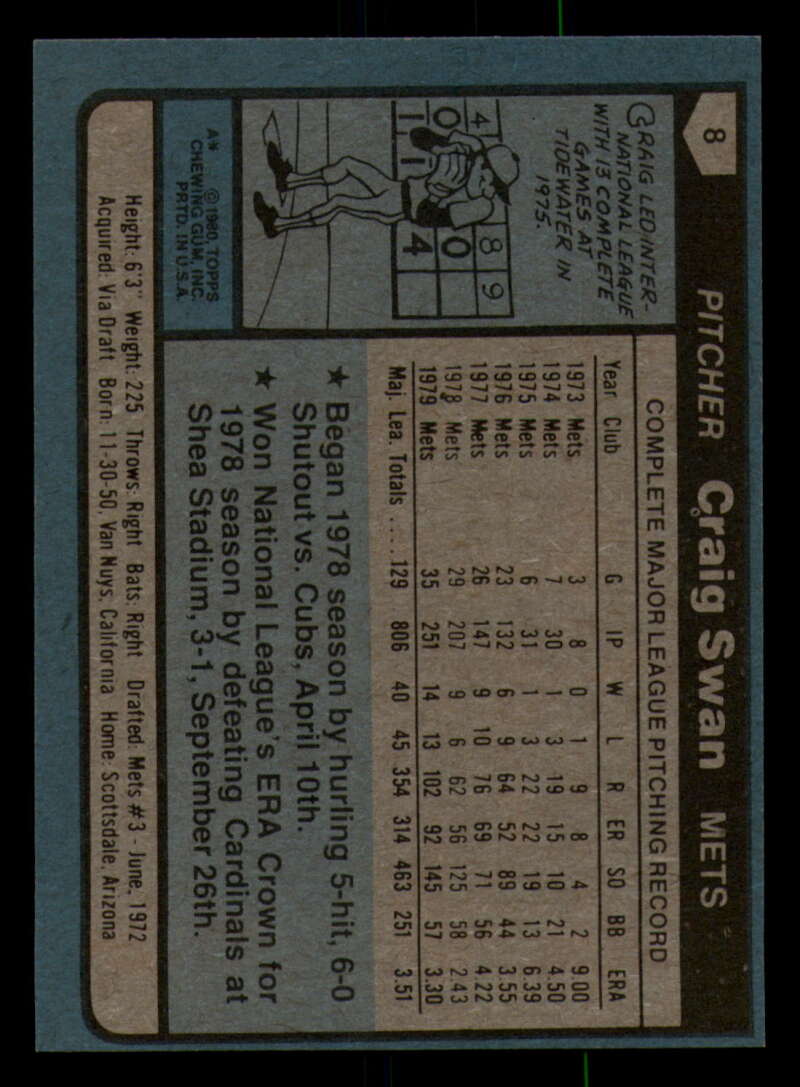 8 PITCHER Craig Swan METS
CRAIG LED INTER-
NATIONAL LEAGUE
WITH 13 COMPLETE
GAMES AT
TIDEWATER IN
1975.
4 8 9
0 0
1 1 4
A* © 1980, TOPPS
CHEWING GUM, INC.
PRTD. IN U.S.A.
COMPLETE MAJOR LEAGUE PITCHING RECORD
Year Club G IP W L R ER SO BB ERA
1973 Mets 3 8 0 1 9 8 4 2 9.00
1974 Mets 7 30 1 3 19 15 10 21 4.50
1975 Mets 6 31 1 3 22 22 19 13 6.39
1976 Mets 23 132 6 9 64 52 89 44 3.55
1977 Mets 26 147 9 10 76 69 71 56 4.22
1978 Mets 29 207 9 6 62 56 125 58 2.43
1979 Mets 35 251 14 13 102 92 145 57 3.30
Maj. Lea. Totals .... 129 806 40 45 354 314 463 251 3.51
★ Began 1978 season by hurling 5-hit, 6-0
Shutout vs. Cubs, April 10th.
★ Won National League's ERA Crown for
1978 season by defeating Cardinals at
Shea Stadium, 3-1, September 26th.
Height: 6'3" Weight: 225 Throws: Right Bats: Right Drafted: Mets #3 - June, 1972
Acquired: Via Draft Born: 11-30-50, Van Nuys, California Home: Scottsdale, Arizona